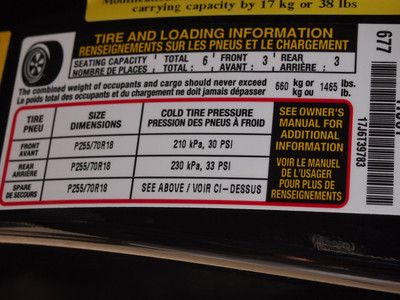 carrying capacity by 17 kg or 38 lbs
TIRE AND LOADING INFORMATION
RENSEIGNEMENTS SUR LES PNEUS ET LE CHARGEMENT
SEATING CAPACITY : TOTAL : 6 FRONT : 3 REAR : 3
NOMBRE DE PLACES : TOTAL : AVANT : ARRIÈRE :
The combined weight of occupants and cargo should never exceed 660 kg or 1465 lbs.
Le poids total des occupants et du chargement ne doit jamais dépasser kg ou lb.
TIRE PNEU
SIZE DIMENSIONS
COLD TIRE PRESSURE
PRESSION DES PNEUS À FROID
FRONT AVANT P255/70R18 210 kPa, 30 PSI
REAR ARRIÈRE P255/70R18 230 kPa, 33 PSI
SPARE DE SECOURS P255/70R18 SEE ABOVE / VOIR CI-DESSUS
SEE OWNER'S
MANUAL FOR
ADDITIONAL
INFORMATION
VOIR LE MANUEL
DE L'USAGER
POUR PLUS DE
RENSEIGNEMENTS
677
17J6139783